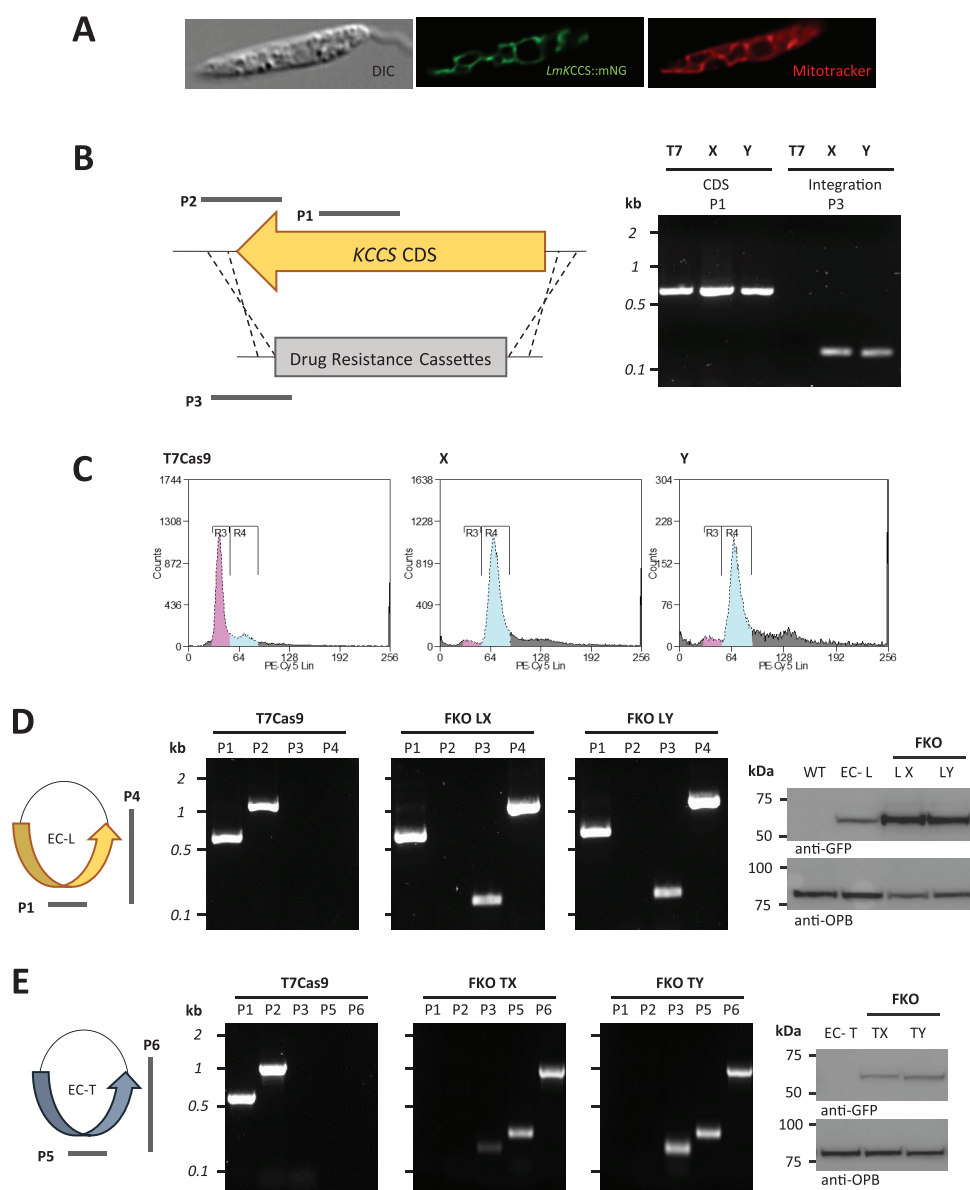 A
DIC
LmKCCS::mNG
Mitotracker
B
P2
P1
KCCS CDS
Drug Resistance Cassettes
P3
T7 X Y T7 X Y
CDS Integration
P1 P3
kb
2
1
0.5
0.1
C
T7Cas9
1744
1308
872
436
0
Counts
R3 R4
0 64 128 192 256
PE-Cy5 Lin
X
1638
1228
819
409
0
Counts
R3 R4
0 64 128 192 256
PE-Cy5 Lin
Y
304
228
152
76
0
Counts
R3 R4
0 64 128 192 256
PE-Cy5 Lin
D
EC-L
P4
P1
T7Cas9
kb P1 P2 P3 P4
2
1
0.5
0.1
FKO LX
P1 P2 P3 P4
FKO LY
P1 P2 P3 P4
FKO
kDa WT EC- L L X LY
75
50
anti-GFP
100
75
anti-OPB
E
EC-T
P6
P5
T7Cas9
kb P1 P2 P3 P5 P6
2
1
0.5
0.1
FKO TX
P1 P2 P3 P5 P6
FKO TY
P1 P2 P3 P5 P6
FKO
kDa EC- T TX TY
75
50
anti-GFP
100
75
anti-OPB